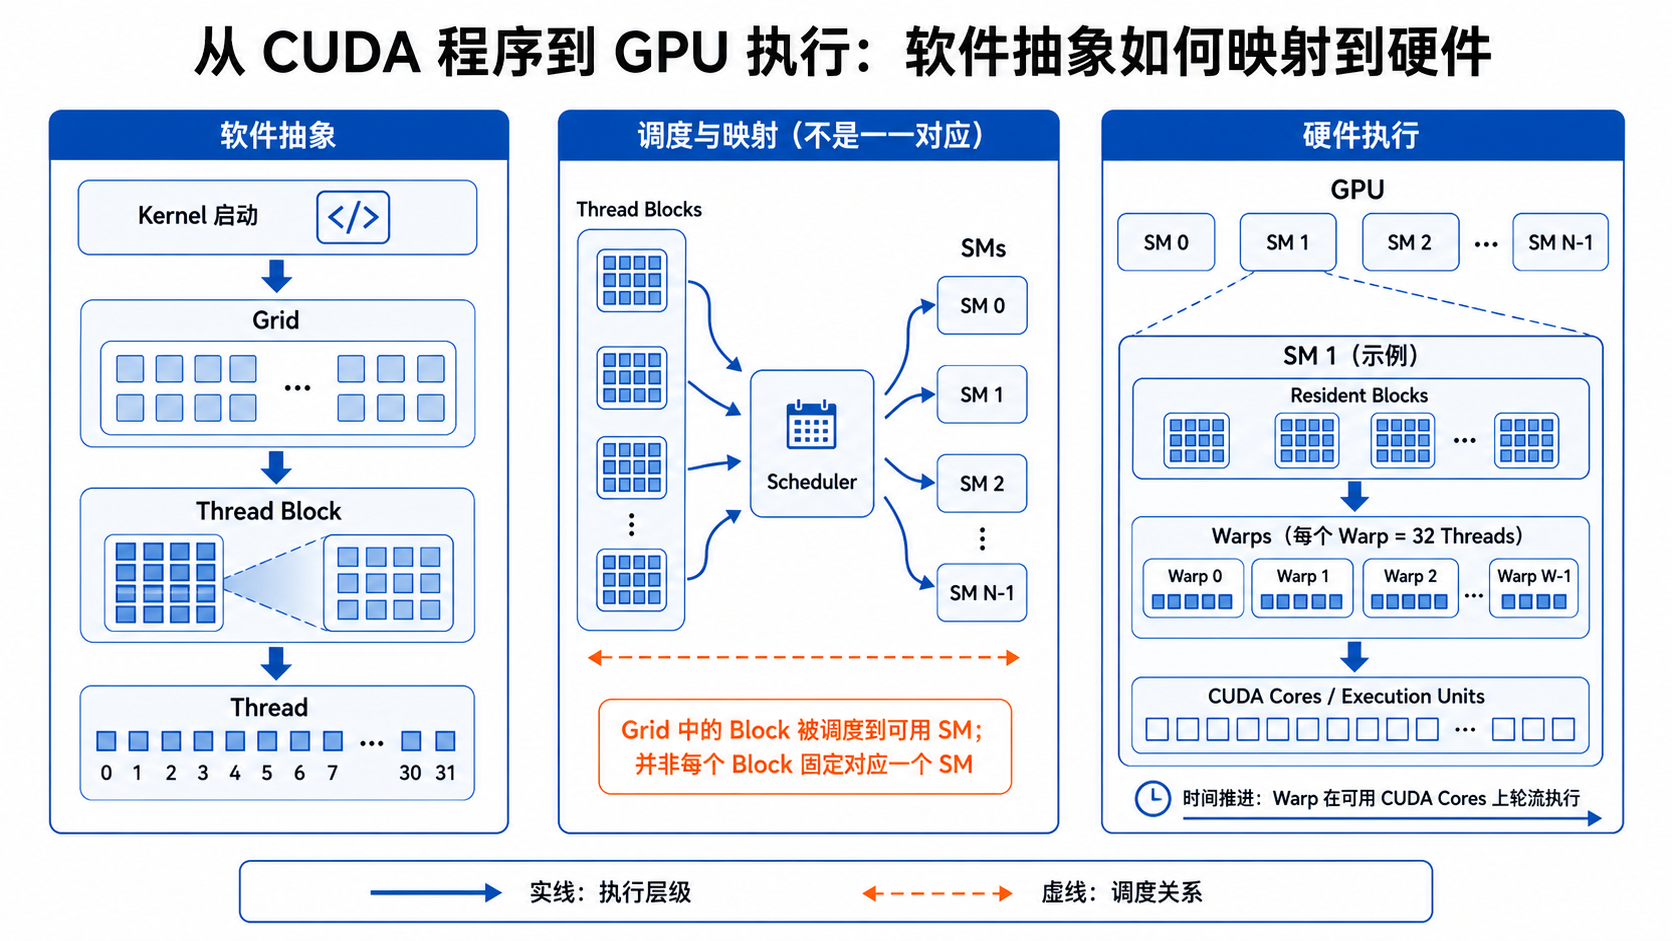 从 CUDA 程序到 GPU 执行：软件抽象如何映射到硬件
软件抽象
Kernel 启动
</>
Grid
...
Thread Block
Thread
...
0 1 2 3 4 5 6 7 30 31
调度与映射（不是一一对应）
Thread Blocks
SMs
Scheduler
SM 0
SM 1
SM 2
SM N-1
Grid 中的 Block 被调度到可用 SM；
并非每个 Block 固定对应一个 SM
硬件执行
GPU
SM 0 SM 1 SM 2 ... SM N-1
SM 1（示例）
Resident Blocks
...
Warps（每个 Warp = 32 Threads）
Warp 0 Warp 1 Warp 2 ... Warp W-1
CUDA Cores / Execution Units
...
时间推进：Warp 在可用 CUDA Cores 上轮流执行
实线：执行层级
虚线：调度关系